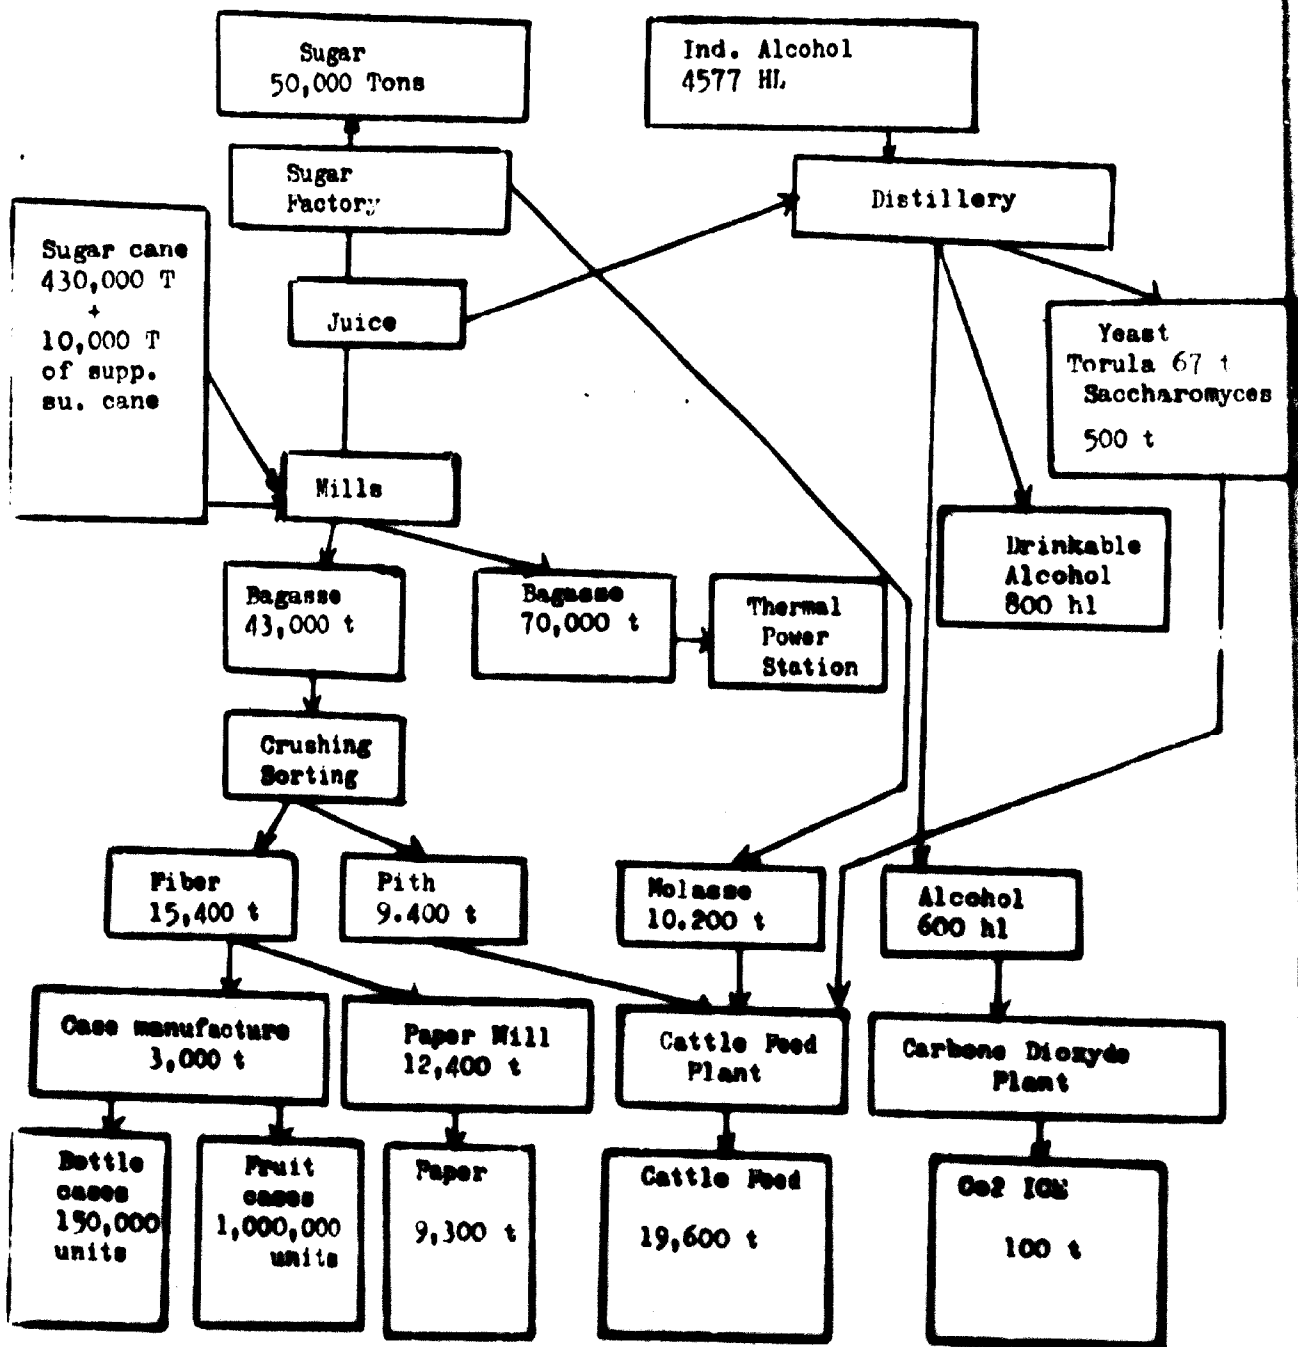 Sugar
50,000 Tons
Ind. Alcohol
4577 HL
Sugar
Factory
Distillery
Sugar cane
430,000 T
+
10,000 T
of supp.
su. cane
Juice
Yeast
Torula 67 t
Saccharomyces
500 t
Mills
Drinkable
Alcohol
800 hl
Bagasse
43,000 t
Bagasse
70,000 t
Thermal
Power
Station
Crushing
Sorting
Fiber
15,400 t
Pith
9.400 t
Molasse
10.200 t
Alcohol
600 hl
Case manufacture
3,000 t
Paper Mill
12,400 t
Cattle Feed
Plant
Carbone Dioxyde
Plant
Bottle
cases
150,000
units
Fruit
cases
1,000,000
units
Paper
9,300 t
Cattle Feed
19,600 t
Co2 ICE
100 t